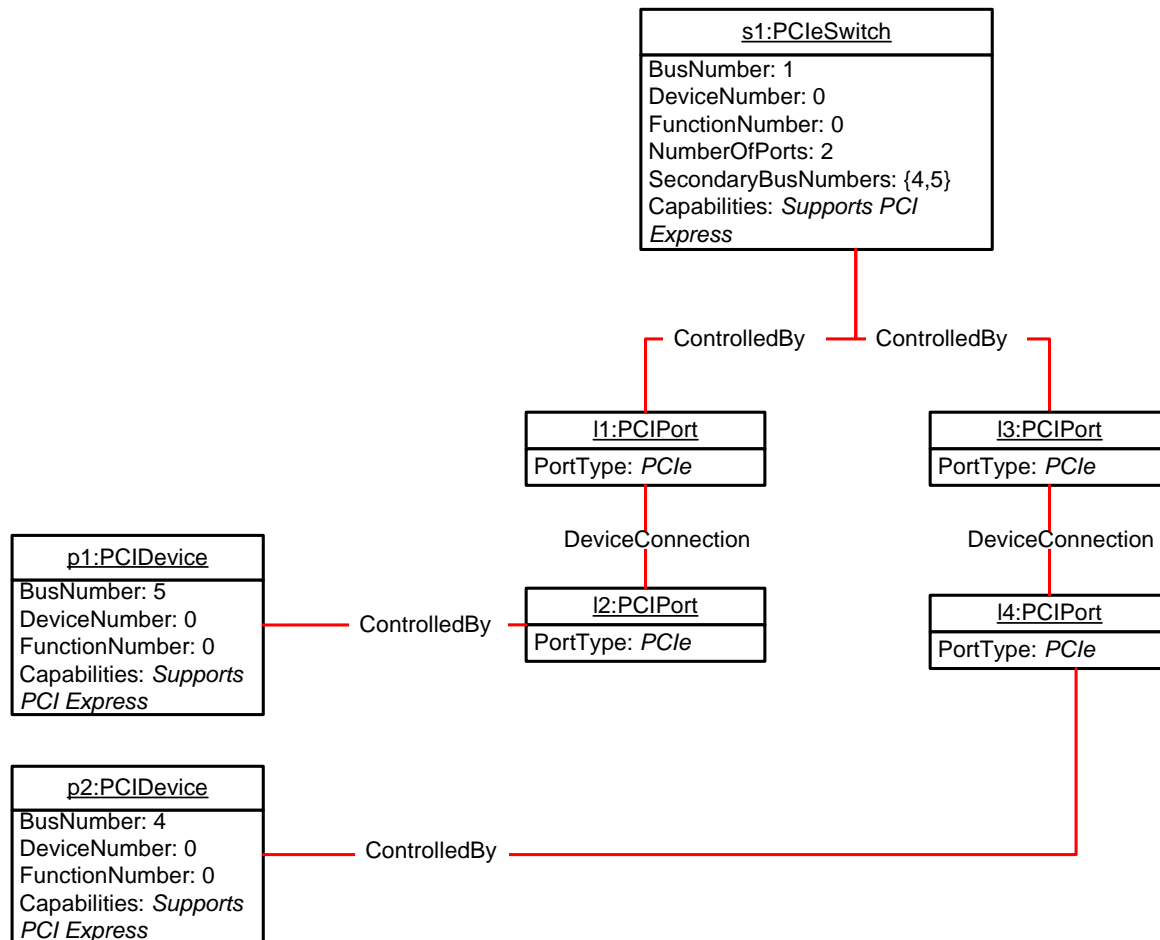 s1:PCIeSwitch
BusNumber: 1
DeviceNumber: 0
FunctionNumber: 0
NumberOfPorts: 2
SecondaryBusNumbers: {4,5}
Capabilities: Supports PCI
Express
ControlledBy
ControlledBy
l1:PCIPort
PortType: PCIe
l3:PCIPort
PortType: PCIe
DeviceConnection
DeviceConnection
p1:PCIDevice
BusNumber: 5
DeviceNumber: 0
FunctionNumber: 0
Capabilities: Supports
PCI Express
ControlledBy
l2:PCIPort
PortType: PCIe
l4:PCIPort
PortType: PCIe
p2:PCIDevice
BusNumber: 4
DeviceNumber: 0
FunctionNumber: 0
Capabilities: Supports
PCI Express
ControlledBy